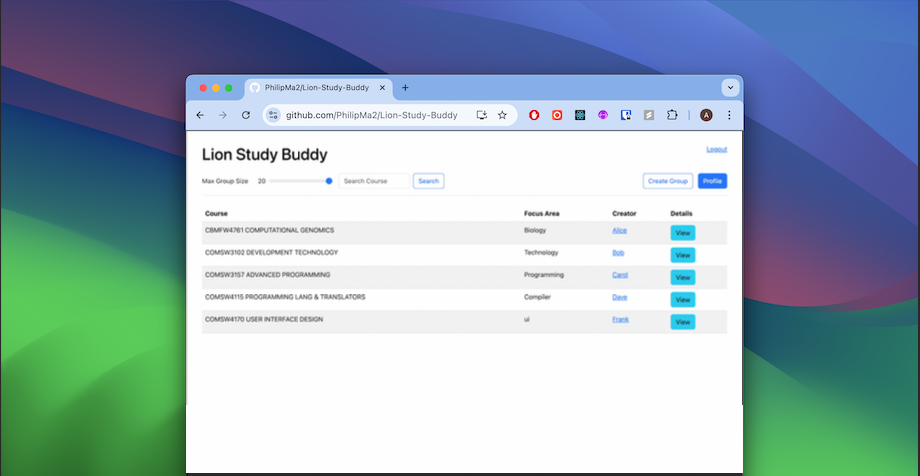 PhilipMa2/Lion-Study-Buddy
github.com/PhilipMa2/Lion-Study-Buddy
A
Lion Study Buddy
Logout
Max Group Size 20 Search Course Search Create Group Profile
Course Focus Area Creator Details
CBMFW4761 COMPUTATIONAL GENOMICS Biology Alice View
COMSW3102 DEVELOPMENT TECHNOLOGY Technology Bob View
COMSW3157 ADVANCED PROGRAMMING Programming Carol View
COMSW4115 PROGRAMMING LANG & TRANSLATORS Compiler Dave View
COMSW4170 USER INTERFACE DESIGN ui Frank View